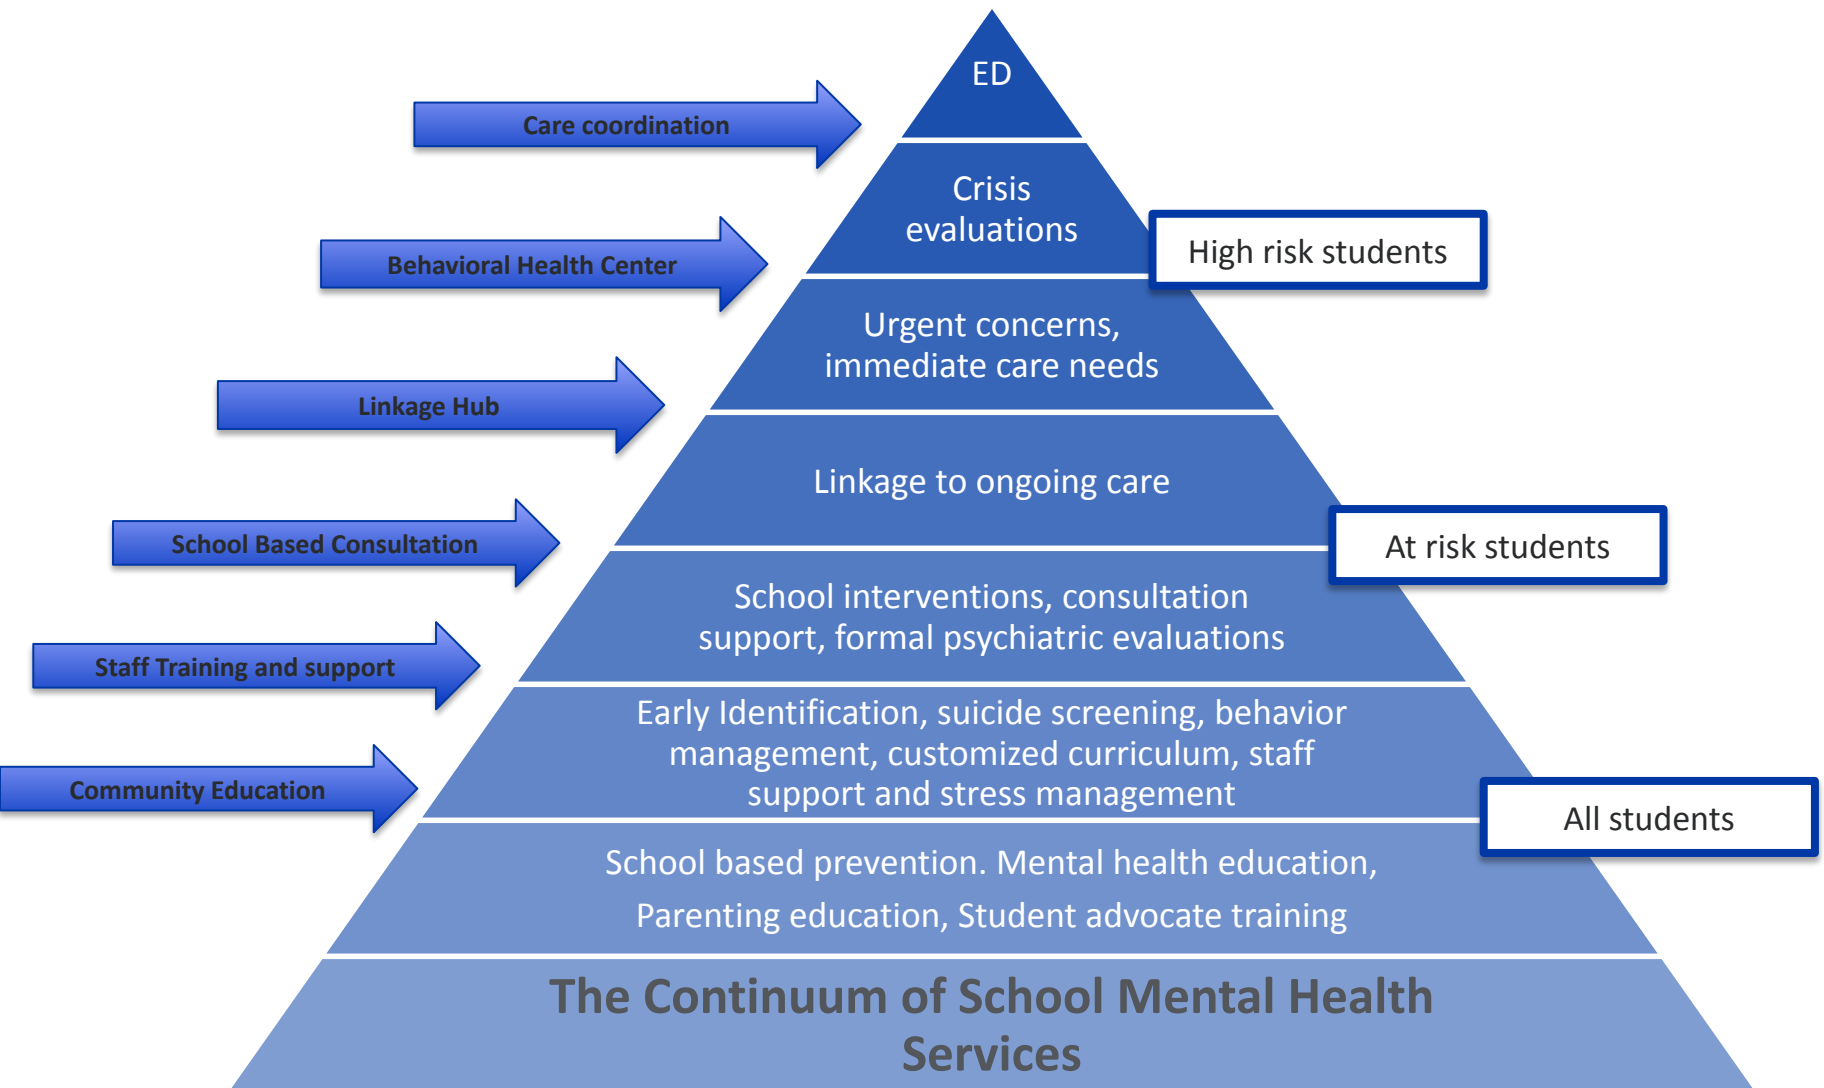 ED
Care coordination
Crisis
evaluations
High risk students
Behavioral Health Center
Urgent concerns,
immediate care needs
Linkage Hub
Linkage to ongoing care
School Based Consultation
At risk students
School interventions, consultation
support, formal psychiatric evaluations
Staff Training and support
Early Identification, suicide screening, behavior
management, customized curriculum, staff
support and stress management
Community Education
All students
School based prevention. Mental health education,
Parenting education, Student advocate training
The Continuum of School Mental Health
Services